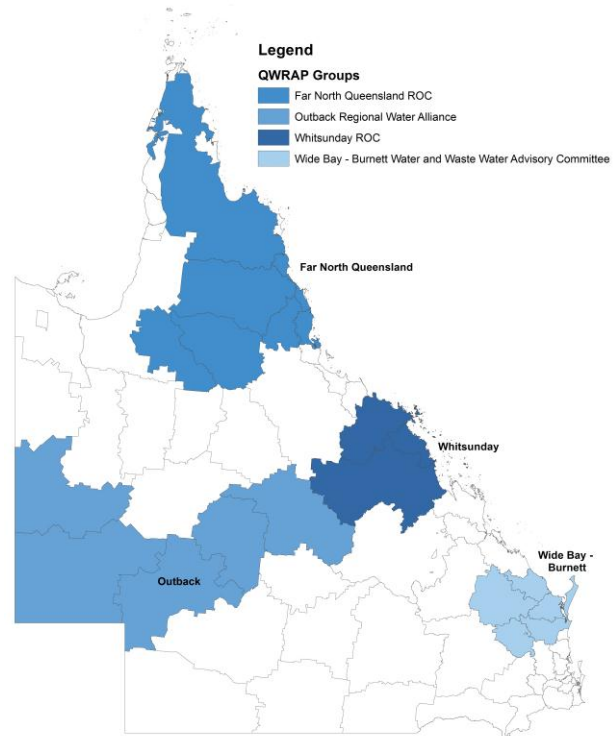 Legend
QWRAP Groups
Far North Queensland ROC
Outback Regional Water Alliance
Whitsunday ROC
Wide Bay - Burnett Water and Waste Water Advisory Committee
Far North Queensland
Whitsunday
Wide Bay -
Burnett
Outback